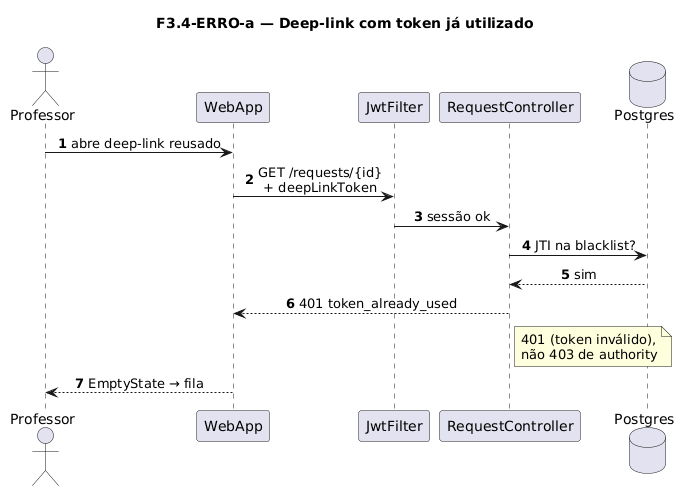 F3.4-ERRO-a — Deep-link com token já utilizado
Professor
WebApp
JwtFilter
RequestController
Postgres
1 abre deep-link reusado
2 GET /requests/{id}
+ deepLinkToken
3 sessão ok
4 JTI na blacklist?
5 sim
6 401 token_already_used
401 (token inválido),
não 403 de authority
7 EmptyState → fila
Professor
WebApp
JwtFilter
RequestController
Postgres